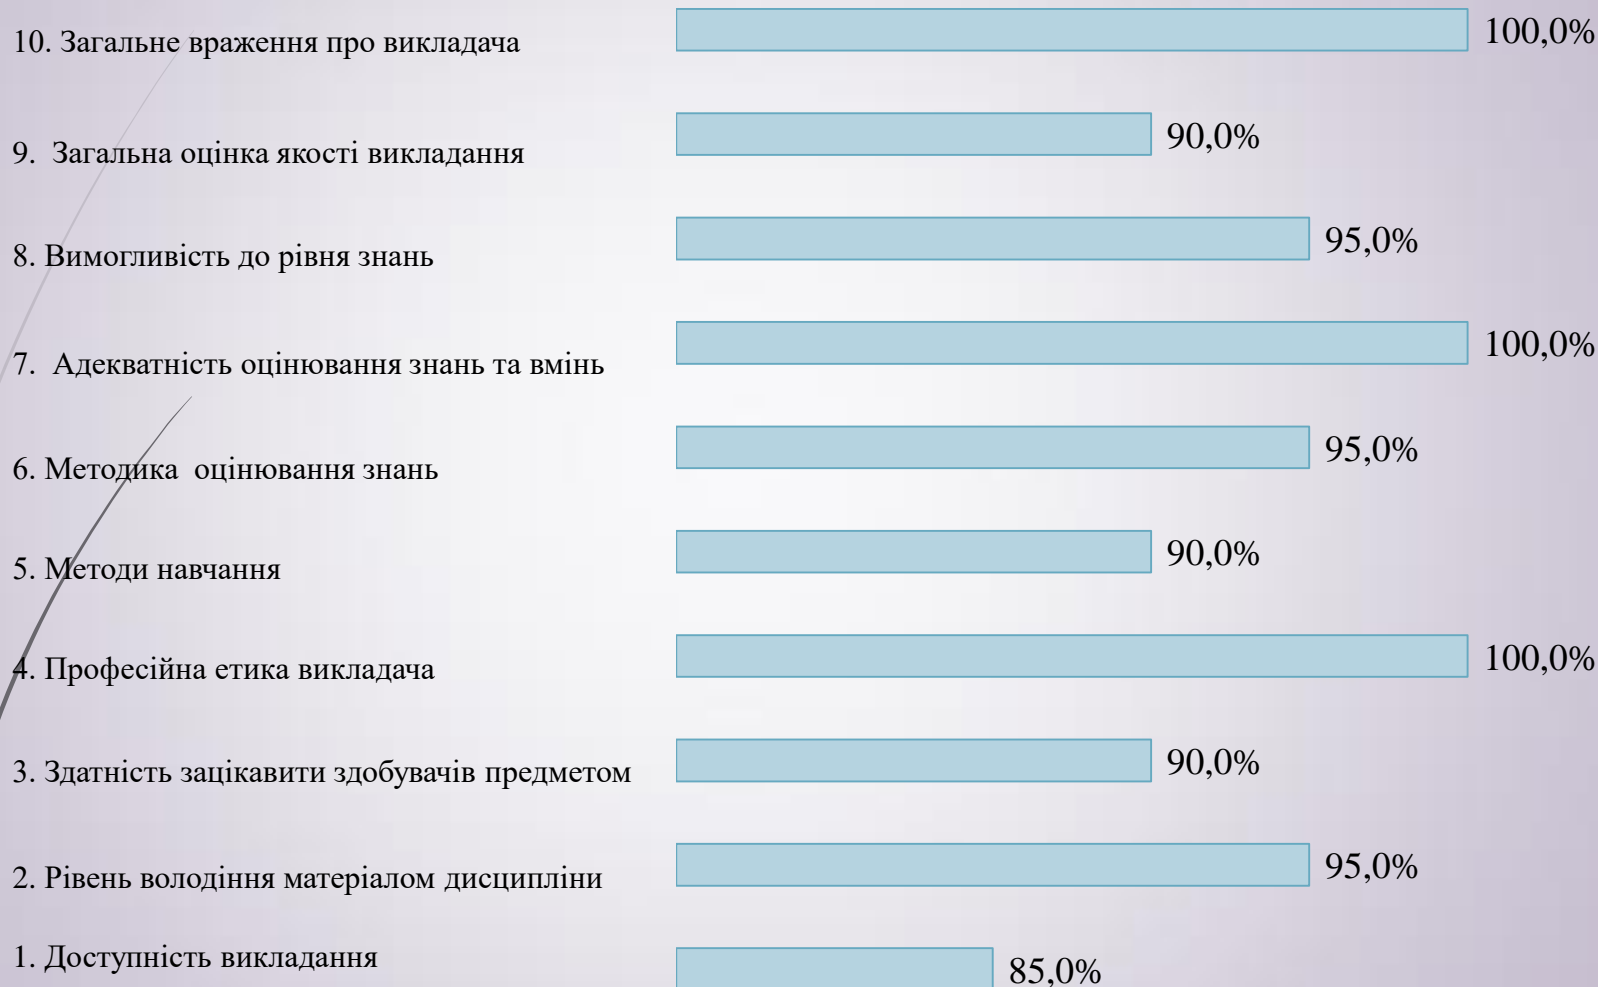 10. Загальне враження про викладача 100,0%
9. Загальна оцінка якості викладання 90,0%
8. Вимогливість до рівня знань 95,0%
7. Адекватність оцінювання знань та вмінь 100,0%
6. Методика оцінювання знань 95,0%
5. Методи навчання 90,0%
4. Професійна етика викладача 100,0%
3. Здатність зацікавити здобувачів предметом 90,0%
2. Рівень володіння матеріалом дисципліни 95,0%
1. Доступність викладання 85,0%